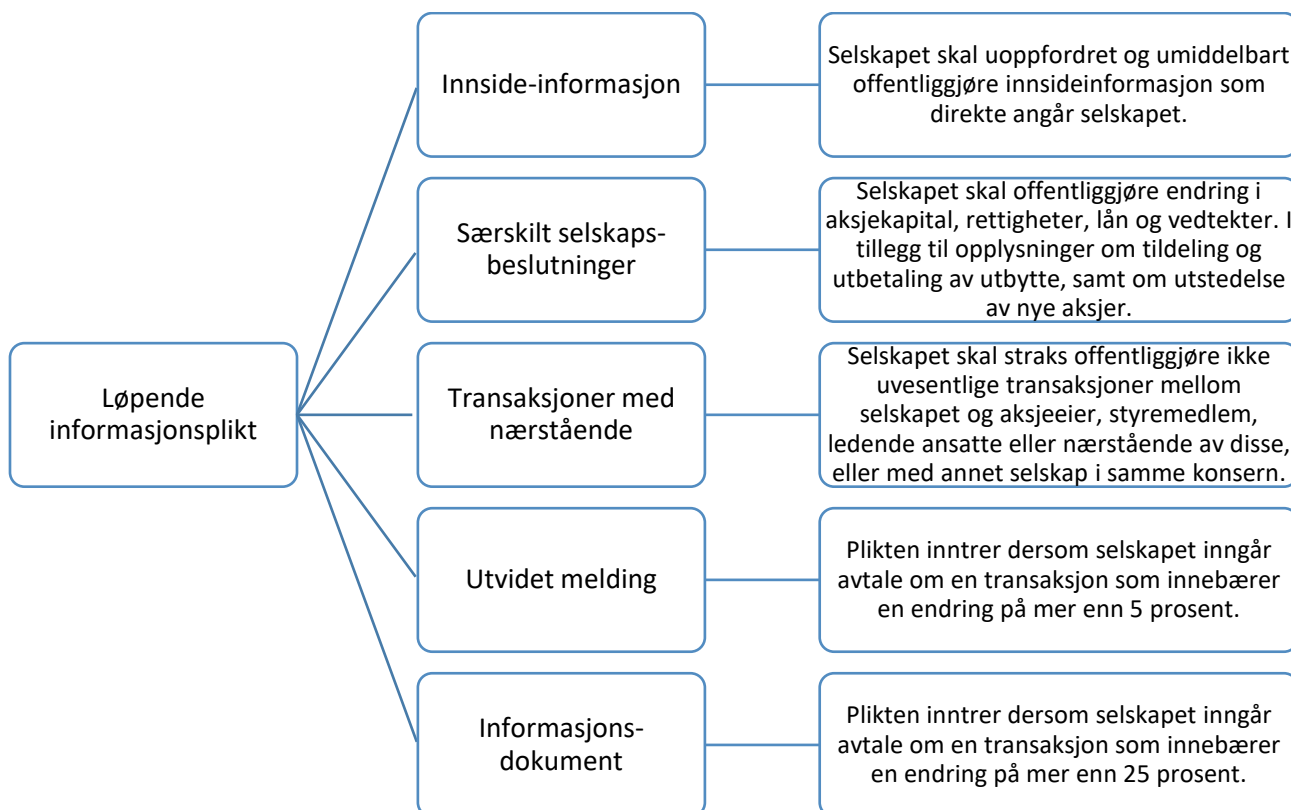 Løpende
informasjonsplikt
Innside-informasjon
Selskapet skal uoppfordret og umiddelbart
offentliggjøre innsideinformasjon som
direkte angår selskapet.
Særskilt selskaps-
beslutninger
Selskapet skal offentliggjøre endring i
aksjekapital, rettigheter, lån og vedtekter. I
tillegg til opplysninger om tildeling og
utbetaling av utbytte, samt om utstedelse
av nye aksjer.
Transaksjoner med
nærstående
Selskapet skal straks offentliggjøre ikke
uvesentlige transaksjoner mellom
selskapet og aksjeeier, styremedlem,
ledende ansatte eller nærstående av disse,
eller med annet selskap i samme konsern.
Utvidet melding
Plikten inntrer dersom selskapet inngår
avtale om en transaksjon som innebærer
en endring på mer enn 5 prosent.
Informasjons-
dokument
Plikten inntrer dersom selskapet inngår
avtale om en transaksjon som innebærer
en endring på mer enn 25 prosent.